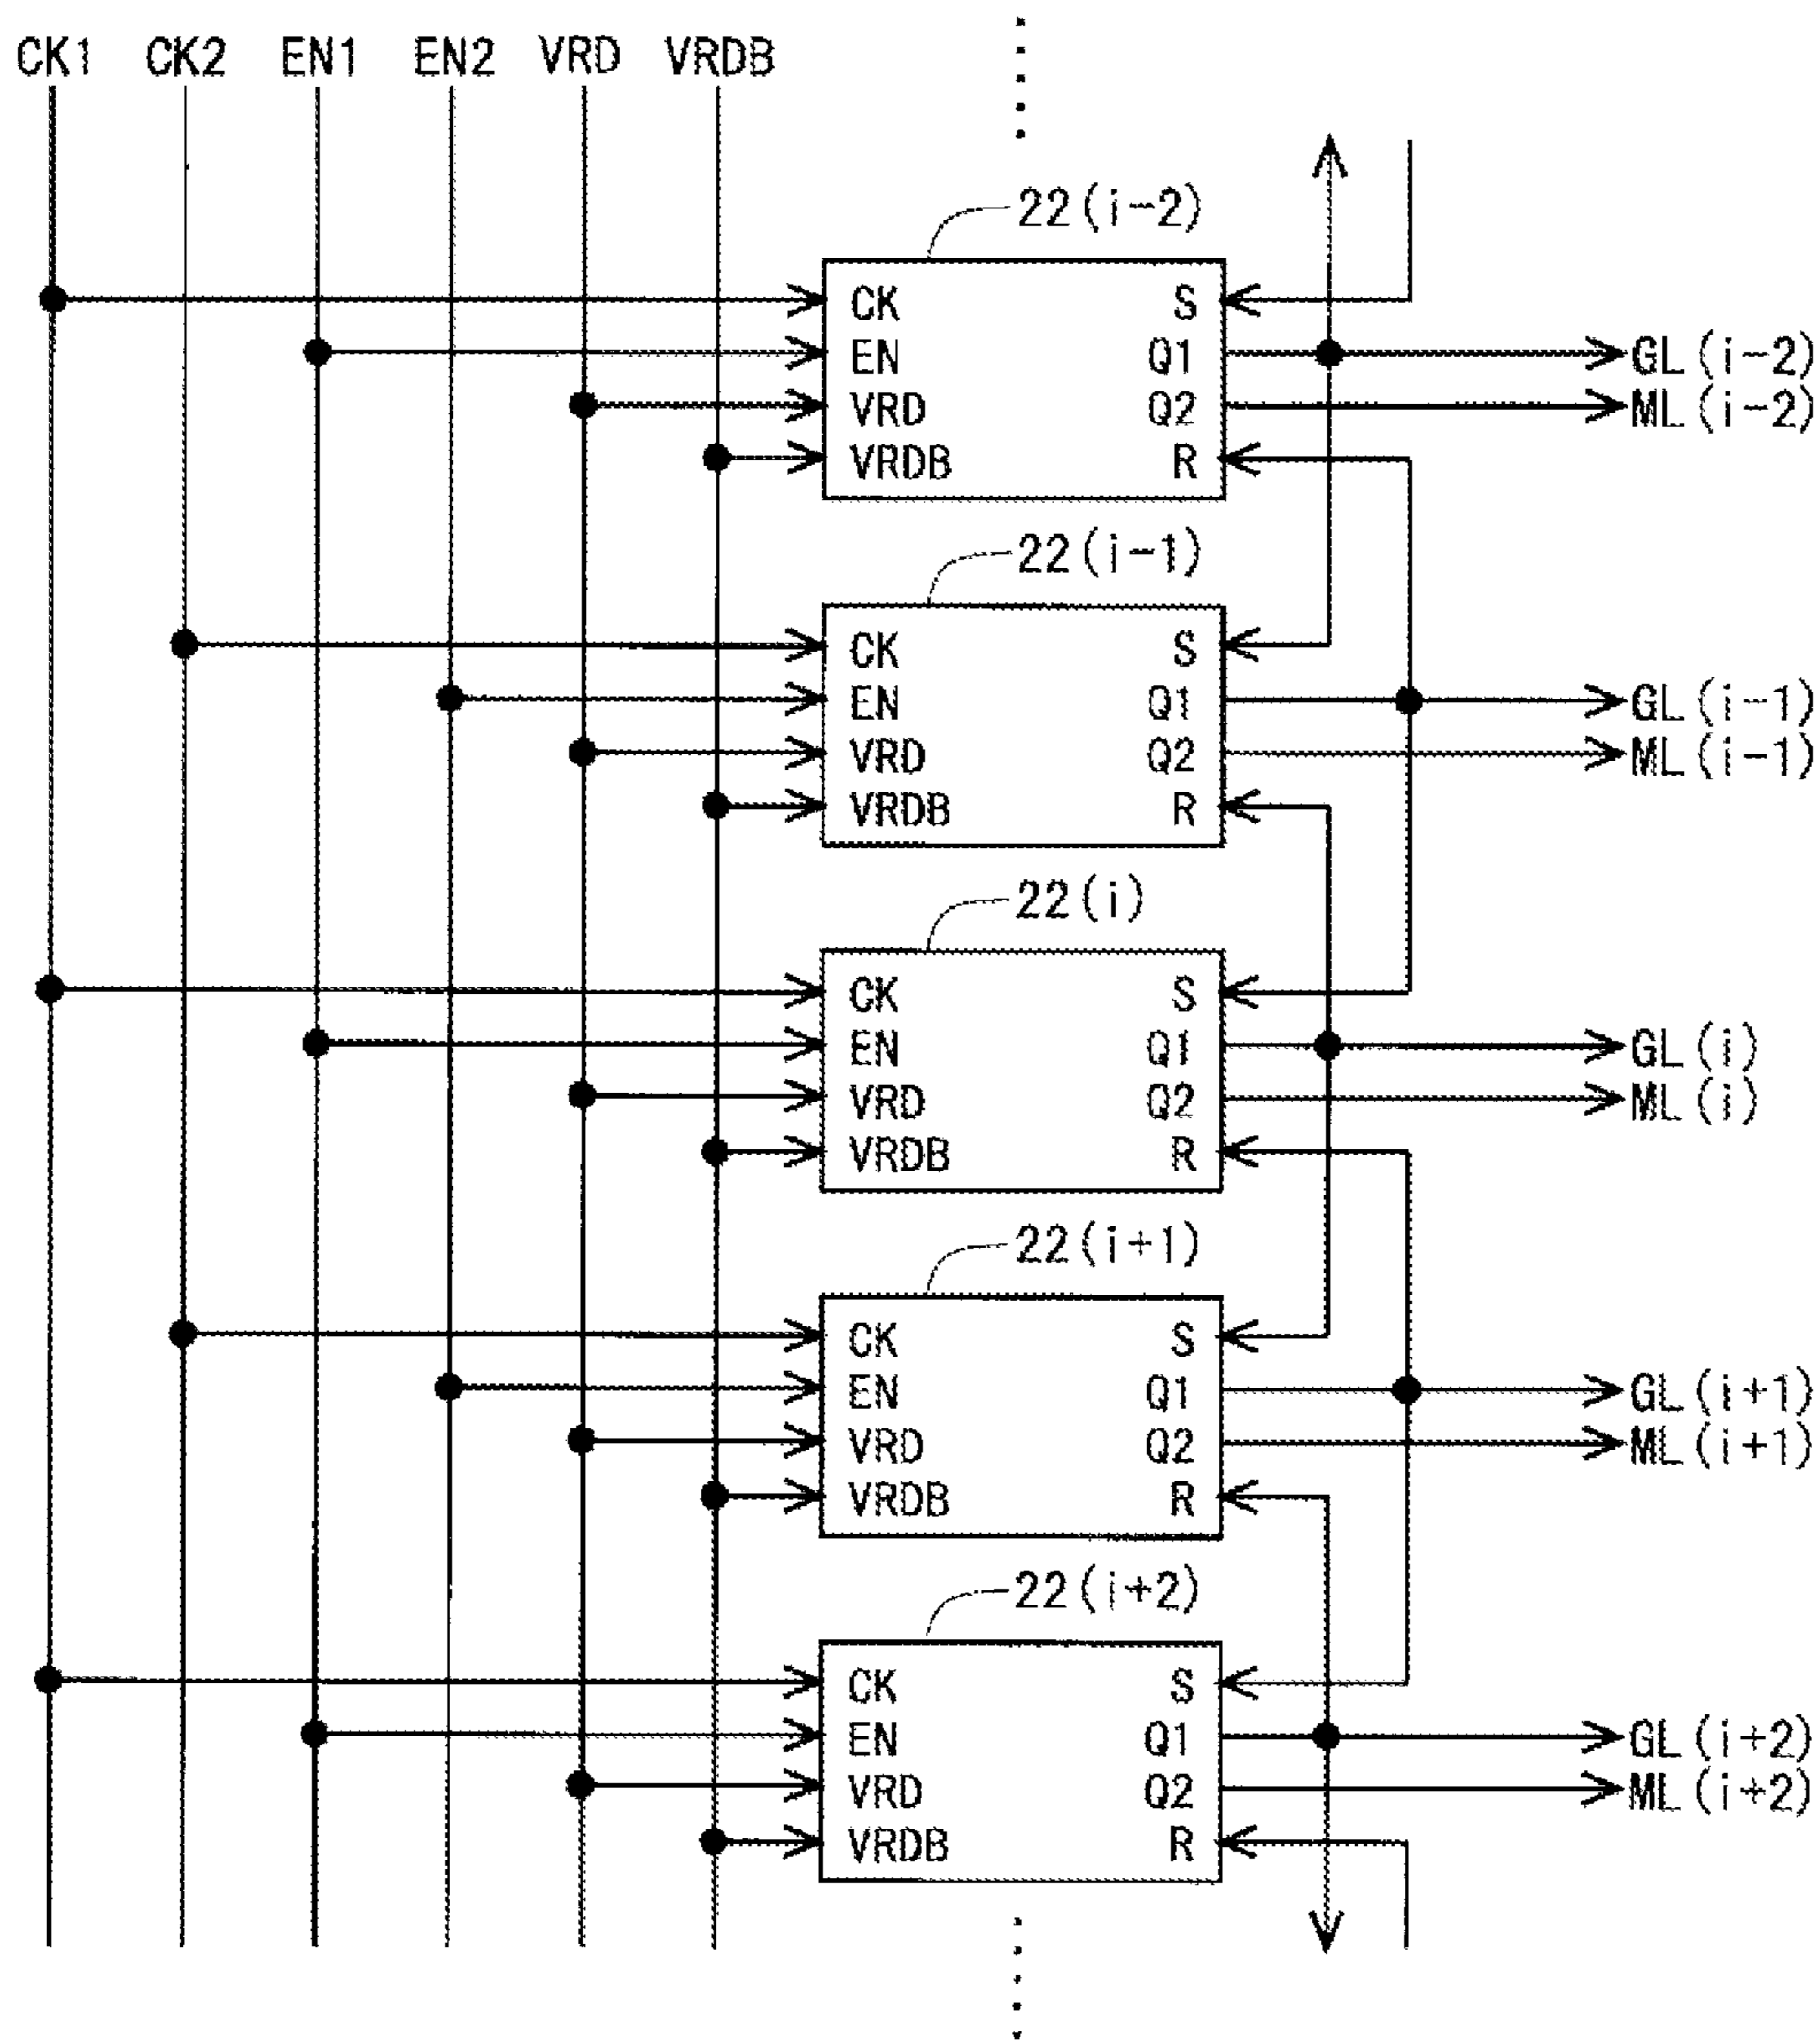 CK1 CK2 EN1 EN2 VRD VRDB
22(i-2)
CK S
EN Q1 GL(i-2)
VRD Q2 ML(i-2)
VRDB R
22(i-1)
CK S
EN Q1 GL(i-1)
VRD Q2 ML(i-1)
VRDB R
22(i)
CK S
EN Q1 GL(i)
VRD Q2 ML(i)
VRDB R
22(i+1)
CK S
EN Q1 GL(i+1)
VRD Q2 ML(i+1)
VRDB R
22(i+2)
CK S
EN Q1 GL(i+2)
VRD Q2 ML(i+2)
VRDB R